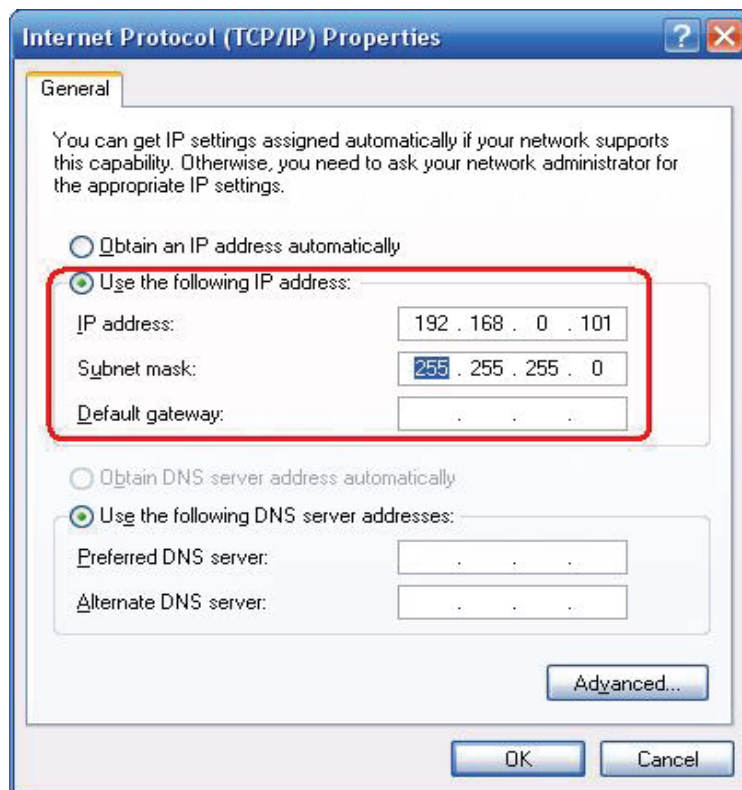 Internet Protocol (TCP/IP) Properties
General
You can get IP settings assigned automatically if your network supports
this capability. Otherwise, you need to ask your network administrator for
the appropriate IP settings.
Obtain an IP address automatically
Use the following IP address:
IP address: 192 . 168 . 0 . 101
Subnet mask: 255 . 255 . 255 . 0
Default gateway: . . .
Obtain DNS server address automatically
Use the following DNS server addresses:
Preferred DNS server: . . .
Alternate DNS server: . . .
Advanced...
OK Cancel